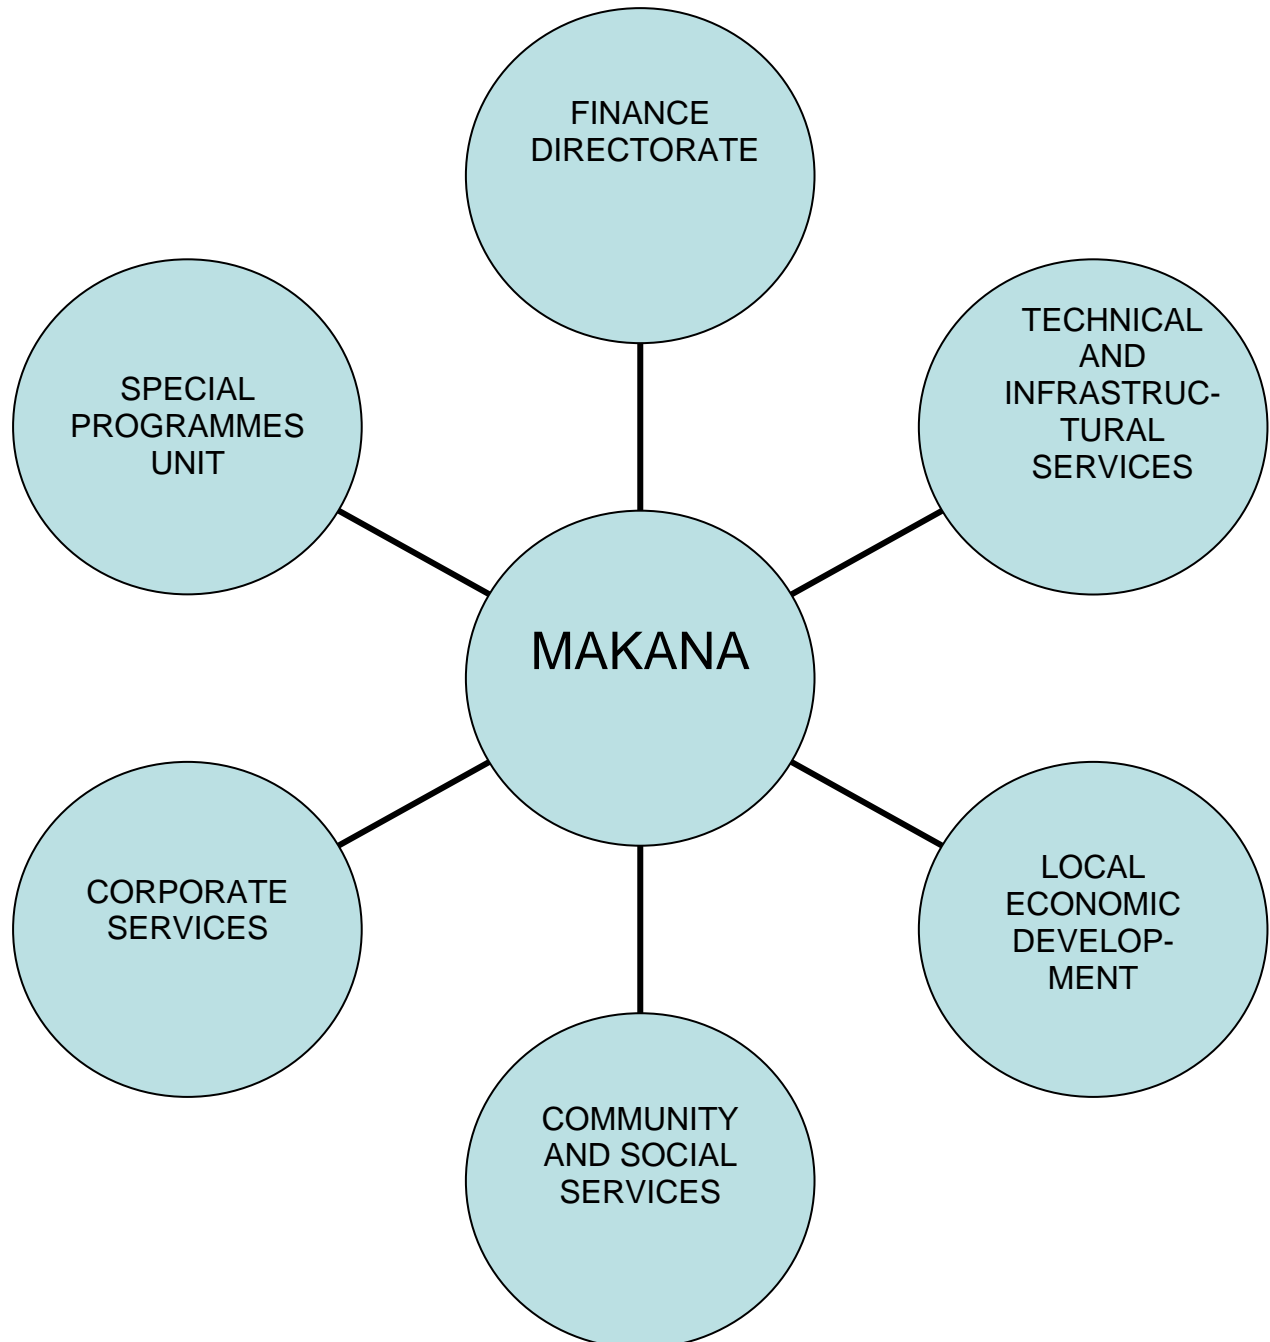 FINANCE
DIRECTORATE
TECHNICAL
AND
INFRASTRUC-
TURAL
SERVICES
SPECIAL
PROGRAMMES
UNIT
MAKANA
LOCAL
ECONOMIC
DEVELOP-
MENT
CORPORATE
SERVICES
COMMUNITY
AND SOCIAL
SERVICES